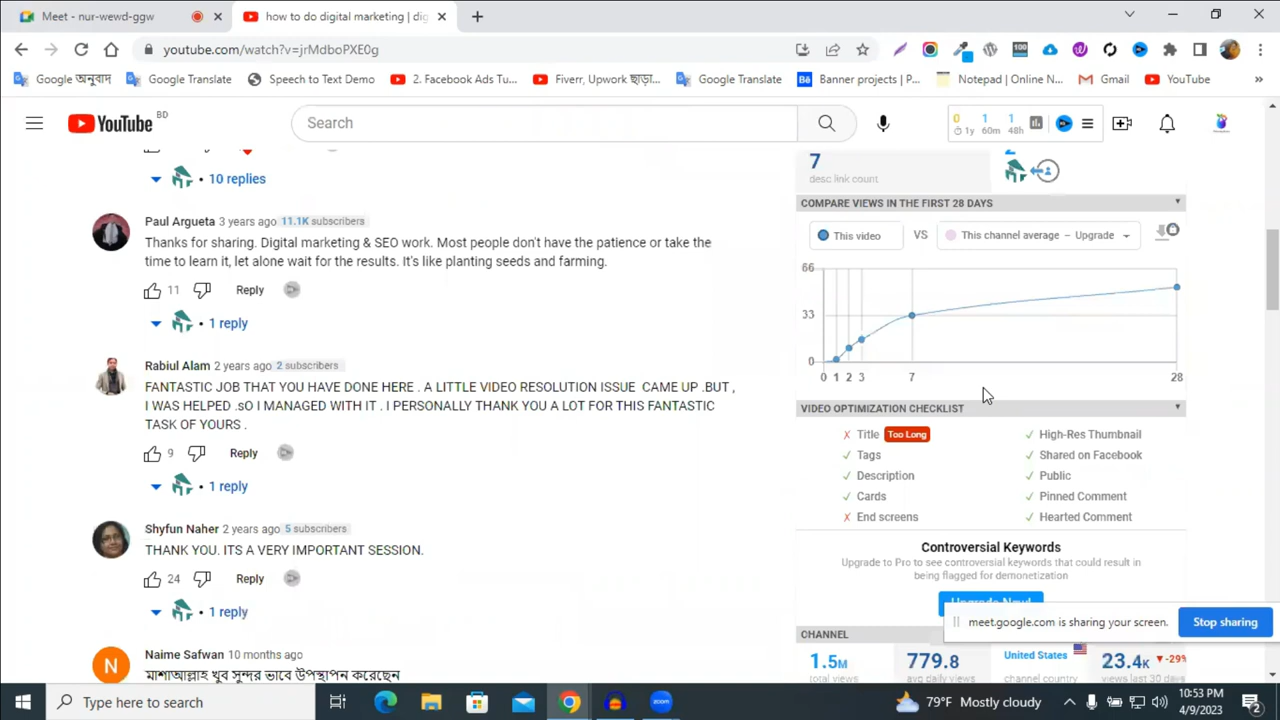 Meet - nur-wewd-ggw
how to do digital marketing | dig
youtube.com/watch?v=jrMdboPXE0g
Google অনুবাদ
Google Translate
Speech to Text Demo
2. Facebook Ads Tu...
Fiverr, Upwork ছাড়া...
Google Translate
Banner projects | P...
Notepad | Online N...
Gmail
YouTube
YouTube BD
Search
0 1 1
1y 60m 48h
10 replies
7
desc link count
COMPARE VIEWS IN THE FIRST 28 DAYS
Paul Argueta 3 years ago 11.1K subscribers
Thanks for sharing. Digital marketing & SEO work. Most people don't have the patience or take the
time to learn it, let alone wait for the results. It's like planting seeds and farming.
11 Reply
1 reply
This video VS This channel average – Upgrade
66
33
0
0 1 2 3 7 28
Rabiul Alam 2 years ago 2 subscribers
FANTASTIC JOB THAT YOU HAVE DONE HERE . A LITTLE VIDEO RESOLUTION ISSUE CAME UP .BUT ,
I WAS HELPED .sO I MANAGED WITH IT . I PERSONALLY THANK YOU A LOT FOR THIS FANTASTIC
TASK OF YOURS .
9 Reply
1 reply
VIDEO OPTIMIZATION CHECKLIST
Title Too Long
High-Res Thumbnail
Tags
Shared on Facebook
Description
Public
Cards
Pinned Comment
End screens
Hearted Comment
Shyfun Naher 2 years ago 5 subscribers
THANK YOU. ITS A VERY IMPORTANT SESSION.
24 Reply
1 reply
Controversial Keywords
Upgrade to Pro to see controversial keywords that could result in
being flagged for demonetization
Upgrade Now!
meet.google.com is sharing your screen.
Stop sharing
CHANNEL
1.5M
total views
779.8
avg daily views
United States
channel country
23.4k -29%
views last 30 days
Naime Safwan 10 months ago
মাশাআল্লাহ খুব সুন্দর ভাবে উপস্থাপন করেছেন
Type here to search
zoom
79°F Mostly cloudy
10:53 PM
4/9/2023
2